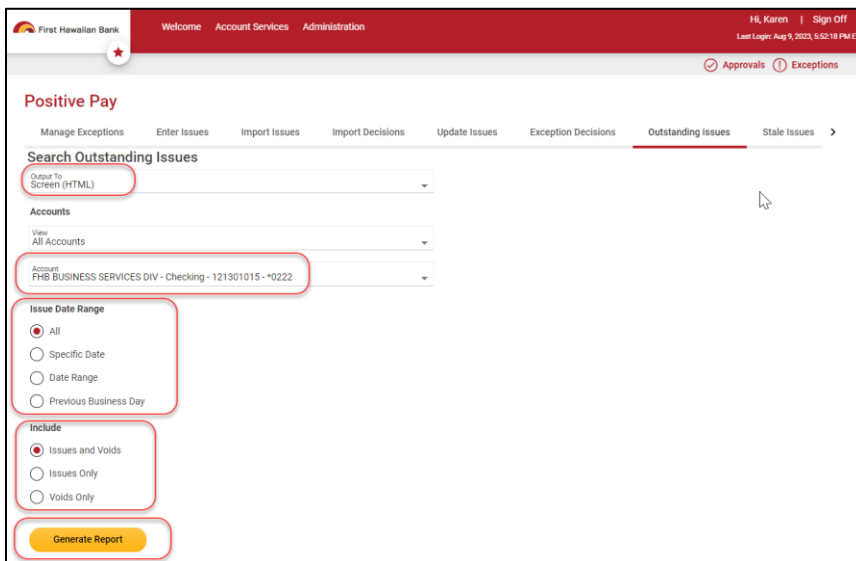 First Hawaiian Bank
Welcome Account Services Administration
Hi, Karen | Sign Off
Last Login: Aug 9, 2023, 5:52:18 PM E
Approvals Exceptions
Positive Pay
Manage Exceptions Enter Issues Import Issues Import Decisions Update Issues Exception Decisions Outstanding Issues Stale Issues
Search Outstanding Issues
Output To
Screen (HTML)
Accounts
View
All Accounts
Account
FHB BUSINESS SERVICES DIV - Checking - 121301015 - *0222
Issue Date Range
All
Specific Date
Date Range
Previous Business Day
Include
Issues and Voids
Issues Only
Voids Only
Generate Report